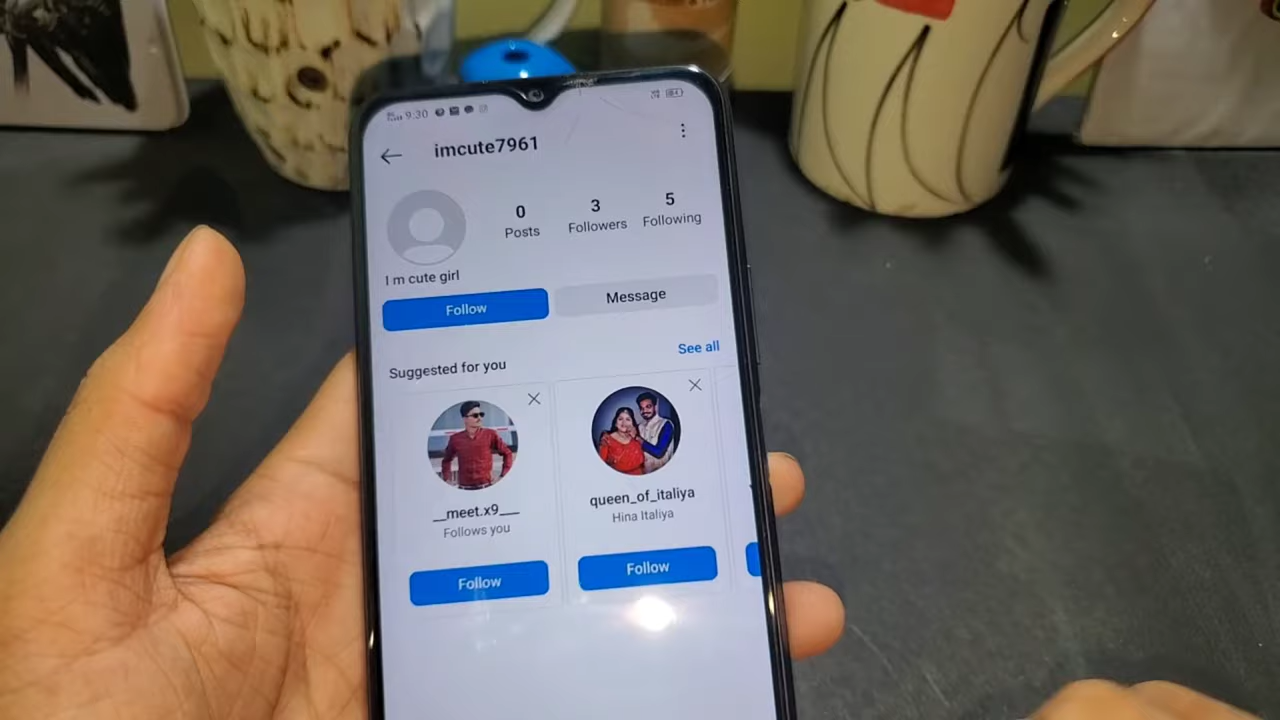 9:30
imcute7961
0
Posts
3
Followers
5
Following
I m cute girl
Follow
Message
Suggested for you
See all
__meet.x9___
Follows you
Follow
queen_of_italiya
Hina Italiya
Follow